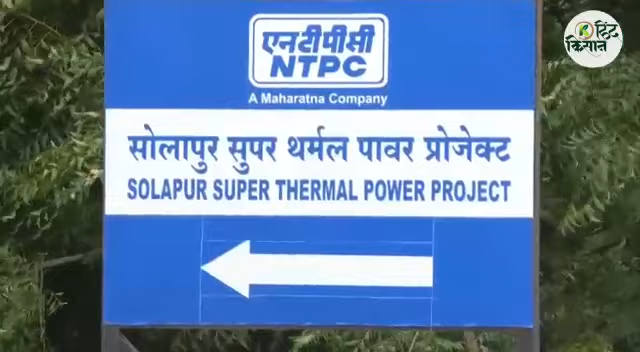 एनटीपीसी
NTPC
A Maharatna Company
सोलापुर सुपर थर्मल पावर प्रोजेक्ट
SOLAPUR SUPER THERMAL POWER PROJECT
हिंद
किसान